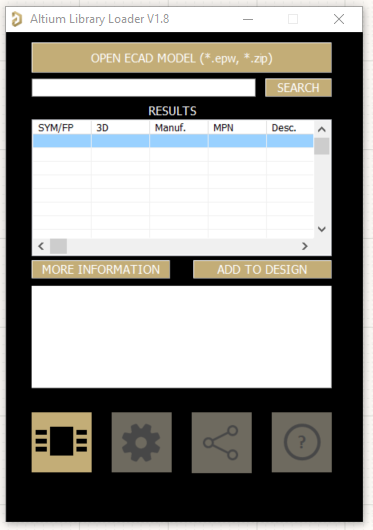 Altium Library Loader V1.8
OPEN ECAD MODEL (*.epw, *.zip)
SEARCH
RESULTS
SYM/FP 3D Manuf. MPN Desc.
MORE INFORMATION ADD TO DESIGN
?